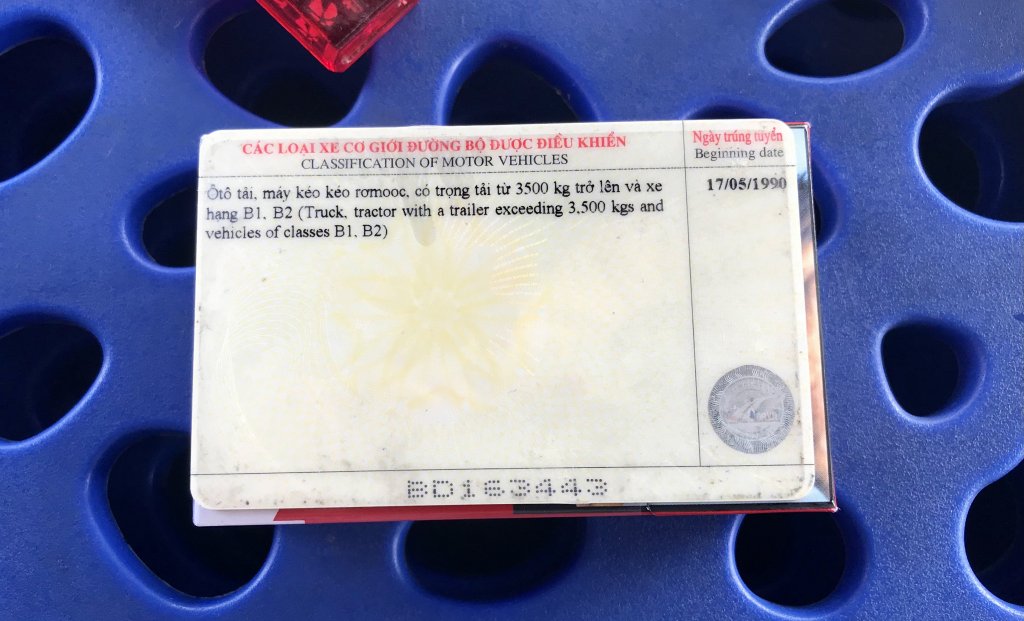 CÁC LOẠI XE CƠ GIỚI ĐƯỜNG BỘ ĐƯỢC ĐIỀU KHIỂN
CLASSIFICATION OF MOTOR VEHICLES
Ngày trúng tuyển
Beginning date
Ôtô tải, máy kéo kéo rơmooc, có trọng tải từ 3500 kg trở lên và xe
hạng B1, B2 (Truck, tractor with a trailer exceeding 3,500 kgs and
vehicles of classes B1, B2)
17/05/1990
BD163443